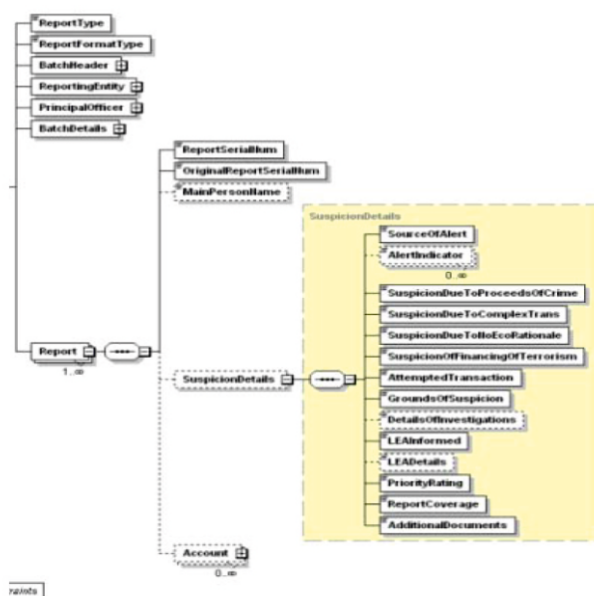 ReportType
ReportFormatType
BatchHeader
ReportingEntity
PrincipalOfficer
BatchDetails
ReportSerialNum
OriginalReportSerialNum
MainPersonName
SuspicionDetails
SourceOfAlert
AlertIndicator
0..∞
SuspicionDueToProceedsOfCrime
SuspicionDueToComplexTrans
SuspicionDueToNoEcoRationale
SuspicionOfFinancingOfTerrorism
Report
1..∞
SuspicionDetails
AttemptedTransaction
GroundsOfSuspicion
DetailsOfInvestigations
LEAInformed
LEADetails
PriorityRating
ReportCoverage
AdditionalDocuments
Account
0..∞
raints